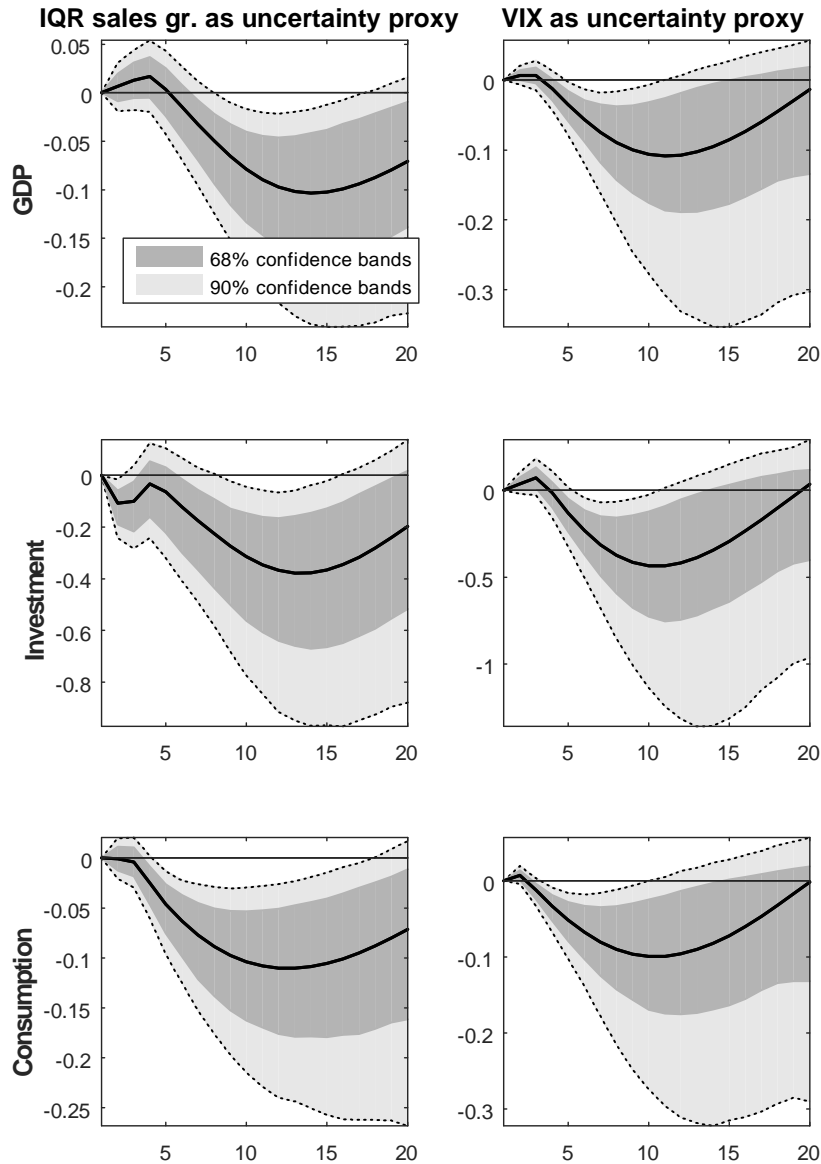 IQR sales gr. as uncertainty proxy
VIX as uncertainty proxy
GDP
0.05
0
-0.05
-0.1
-0.15
-0.2
68% confidence bands
90% confidence bands
5 10 15 20
0
-0.1
-0.2
-0.3
5 10 15 20
Investment
0
-0.2
-0.4
-0.6
-0.8
5 10 15 20
0
-0.5
-1
5 10 15 20
Consumption
0
-0.05
-0.1
-0.15
-0.2
-0.25
5 10 15 20
0
-0.1
-0.2
-0.3
5 10 15 20